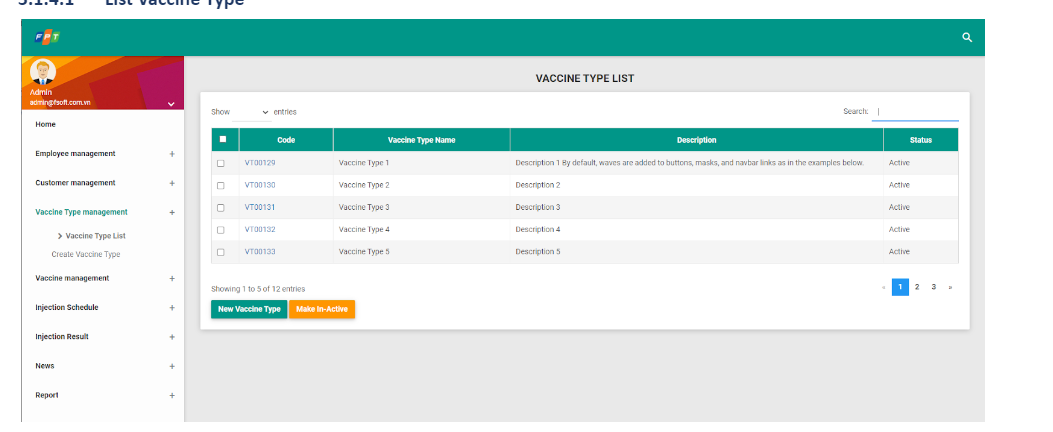 5.1.4.1 List Vaccine Type
FPT
Admin
admin@fsoft.com.vn
Home
Employee management +
Customer management +
Vaccine Type management +
Vaccine Type List
Create Vaccine Type
Vaccine management +
Injection Schedule +
Injection Result +
News +
Report +
VACCINE TYPE LIST
Show entries
Search:
Code Vaccine Type Name Description Status
VT00129 Vaccine Type 1 Description 1 By default, waves are added to buttons, masks, and navbar links as in the examples below. Active
VT00130 Vaccine Type 2 Description 2 Active
VT00131 Vaccine Type 3 Description 3 Active
VT00132 Vaccine Type 4 Description 4 Active
VT00133 Vaccine Type 5 Description 5 Active
Showing 1 to 5 of 12 entries
« 1 2 3 »
New Vaccine Type Make In-Active